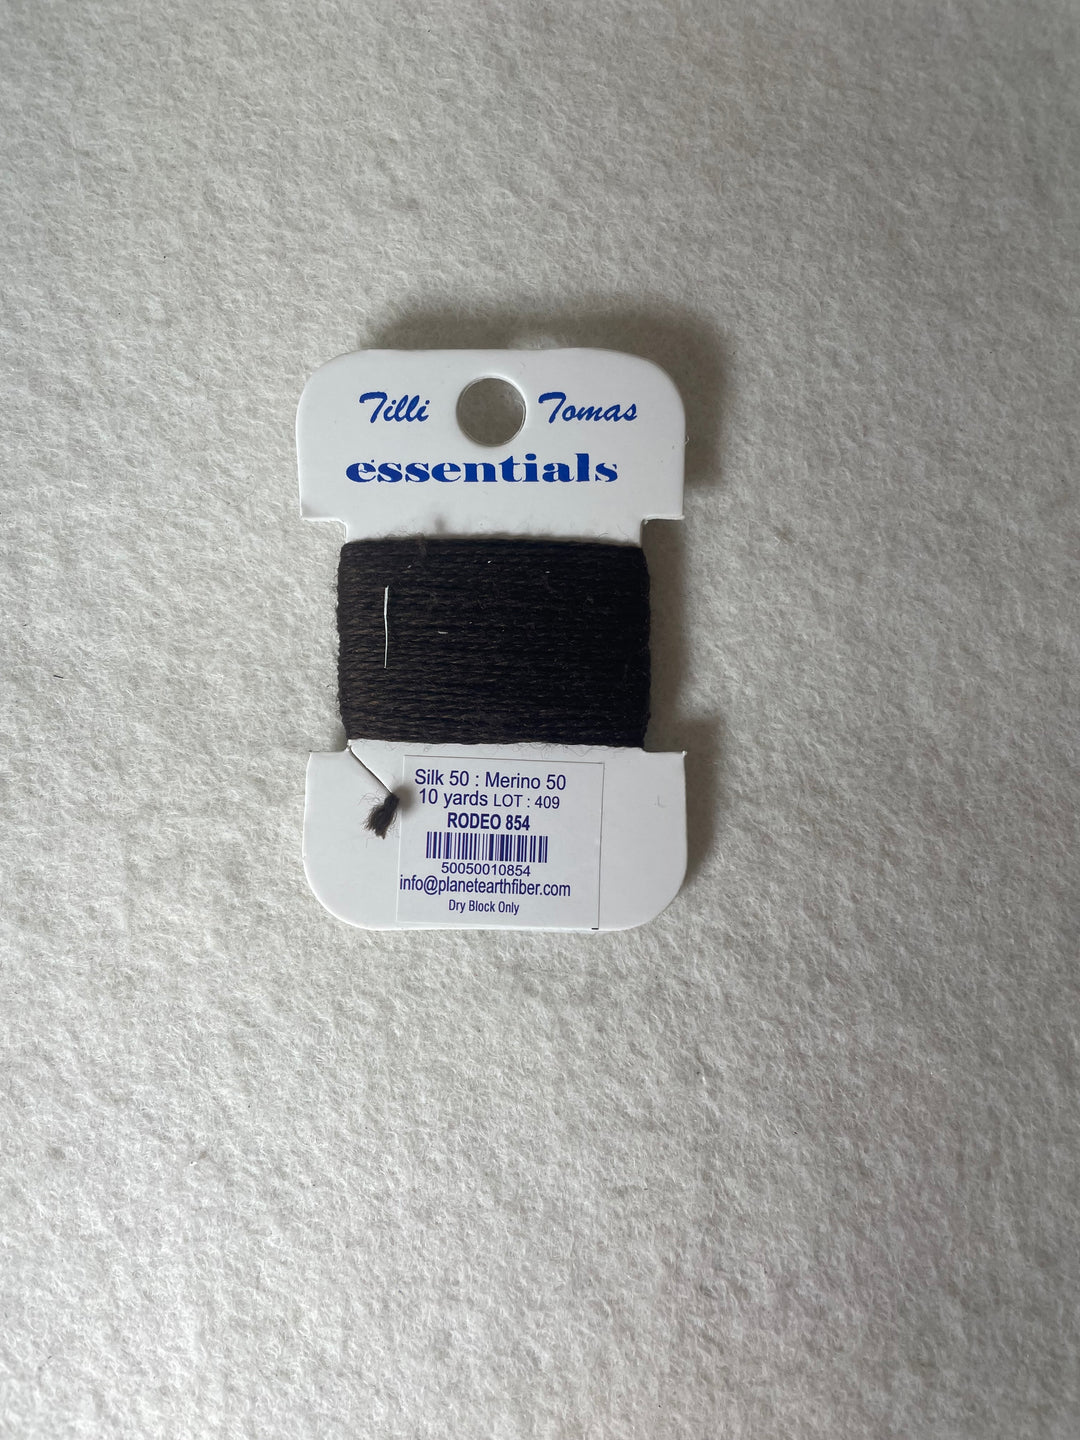 Tilli Tomas
essentials
Silk 50 : Merino 50
10 yards LOT : 409
RODEO 854
50050010854
info@planetearthfiber.com
Dry Block Only